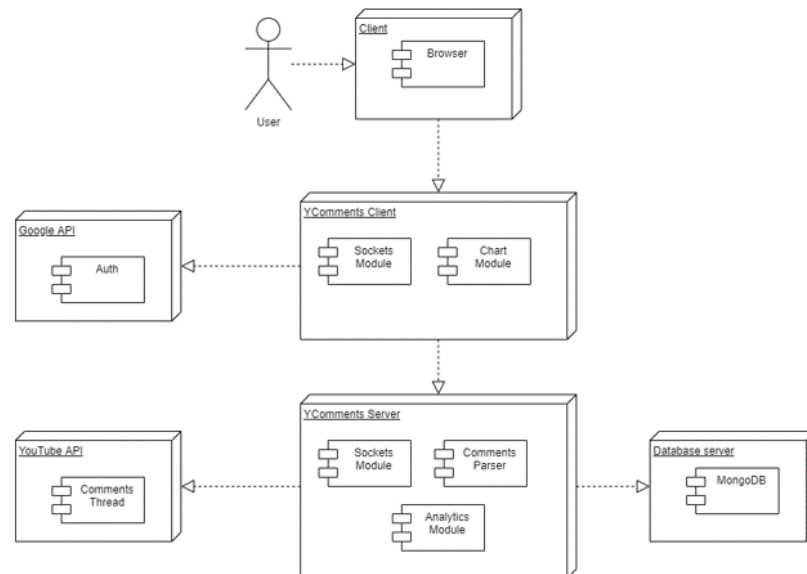 Client
Browser
User
YComments Client
Sockets
Module
Chart
Module
Google API
Auth
YComments Server
Sockets
Module
Comments
Parser
Analytics
Module
YouTube API
Comments
Thread
Database server
MongoDB